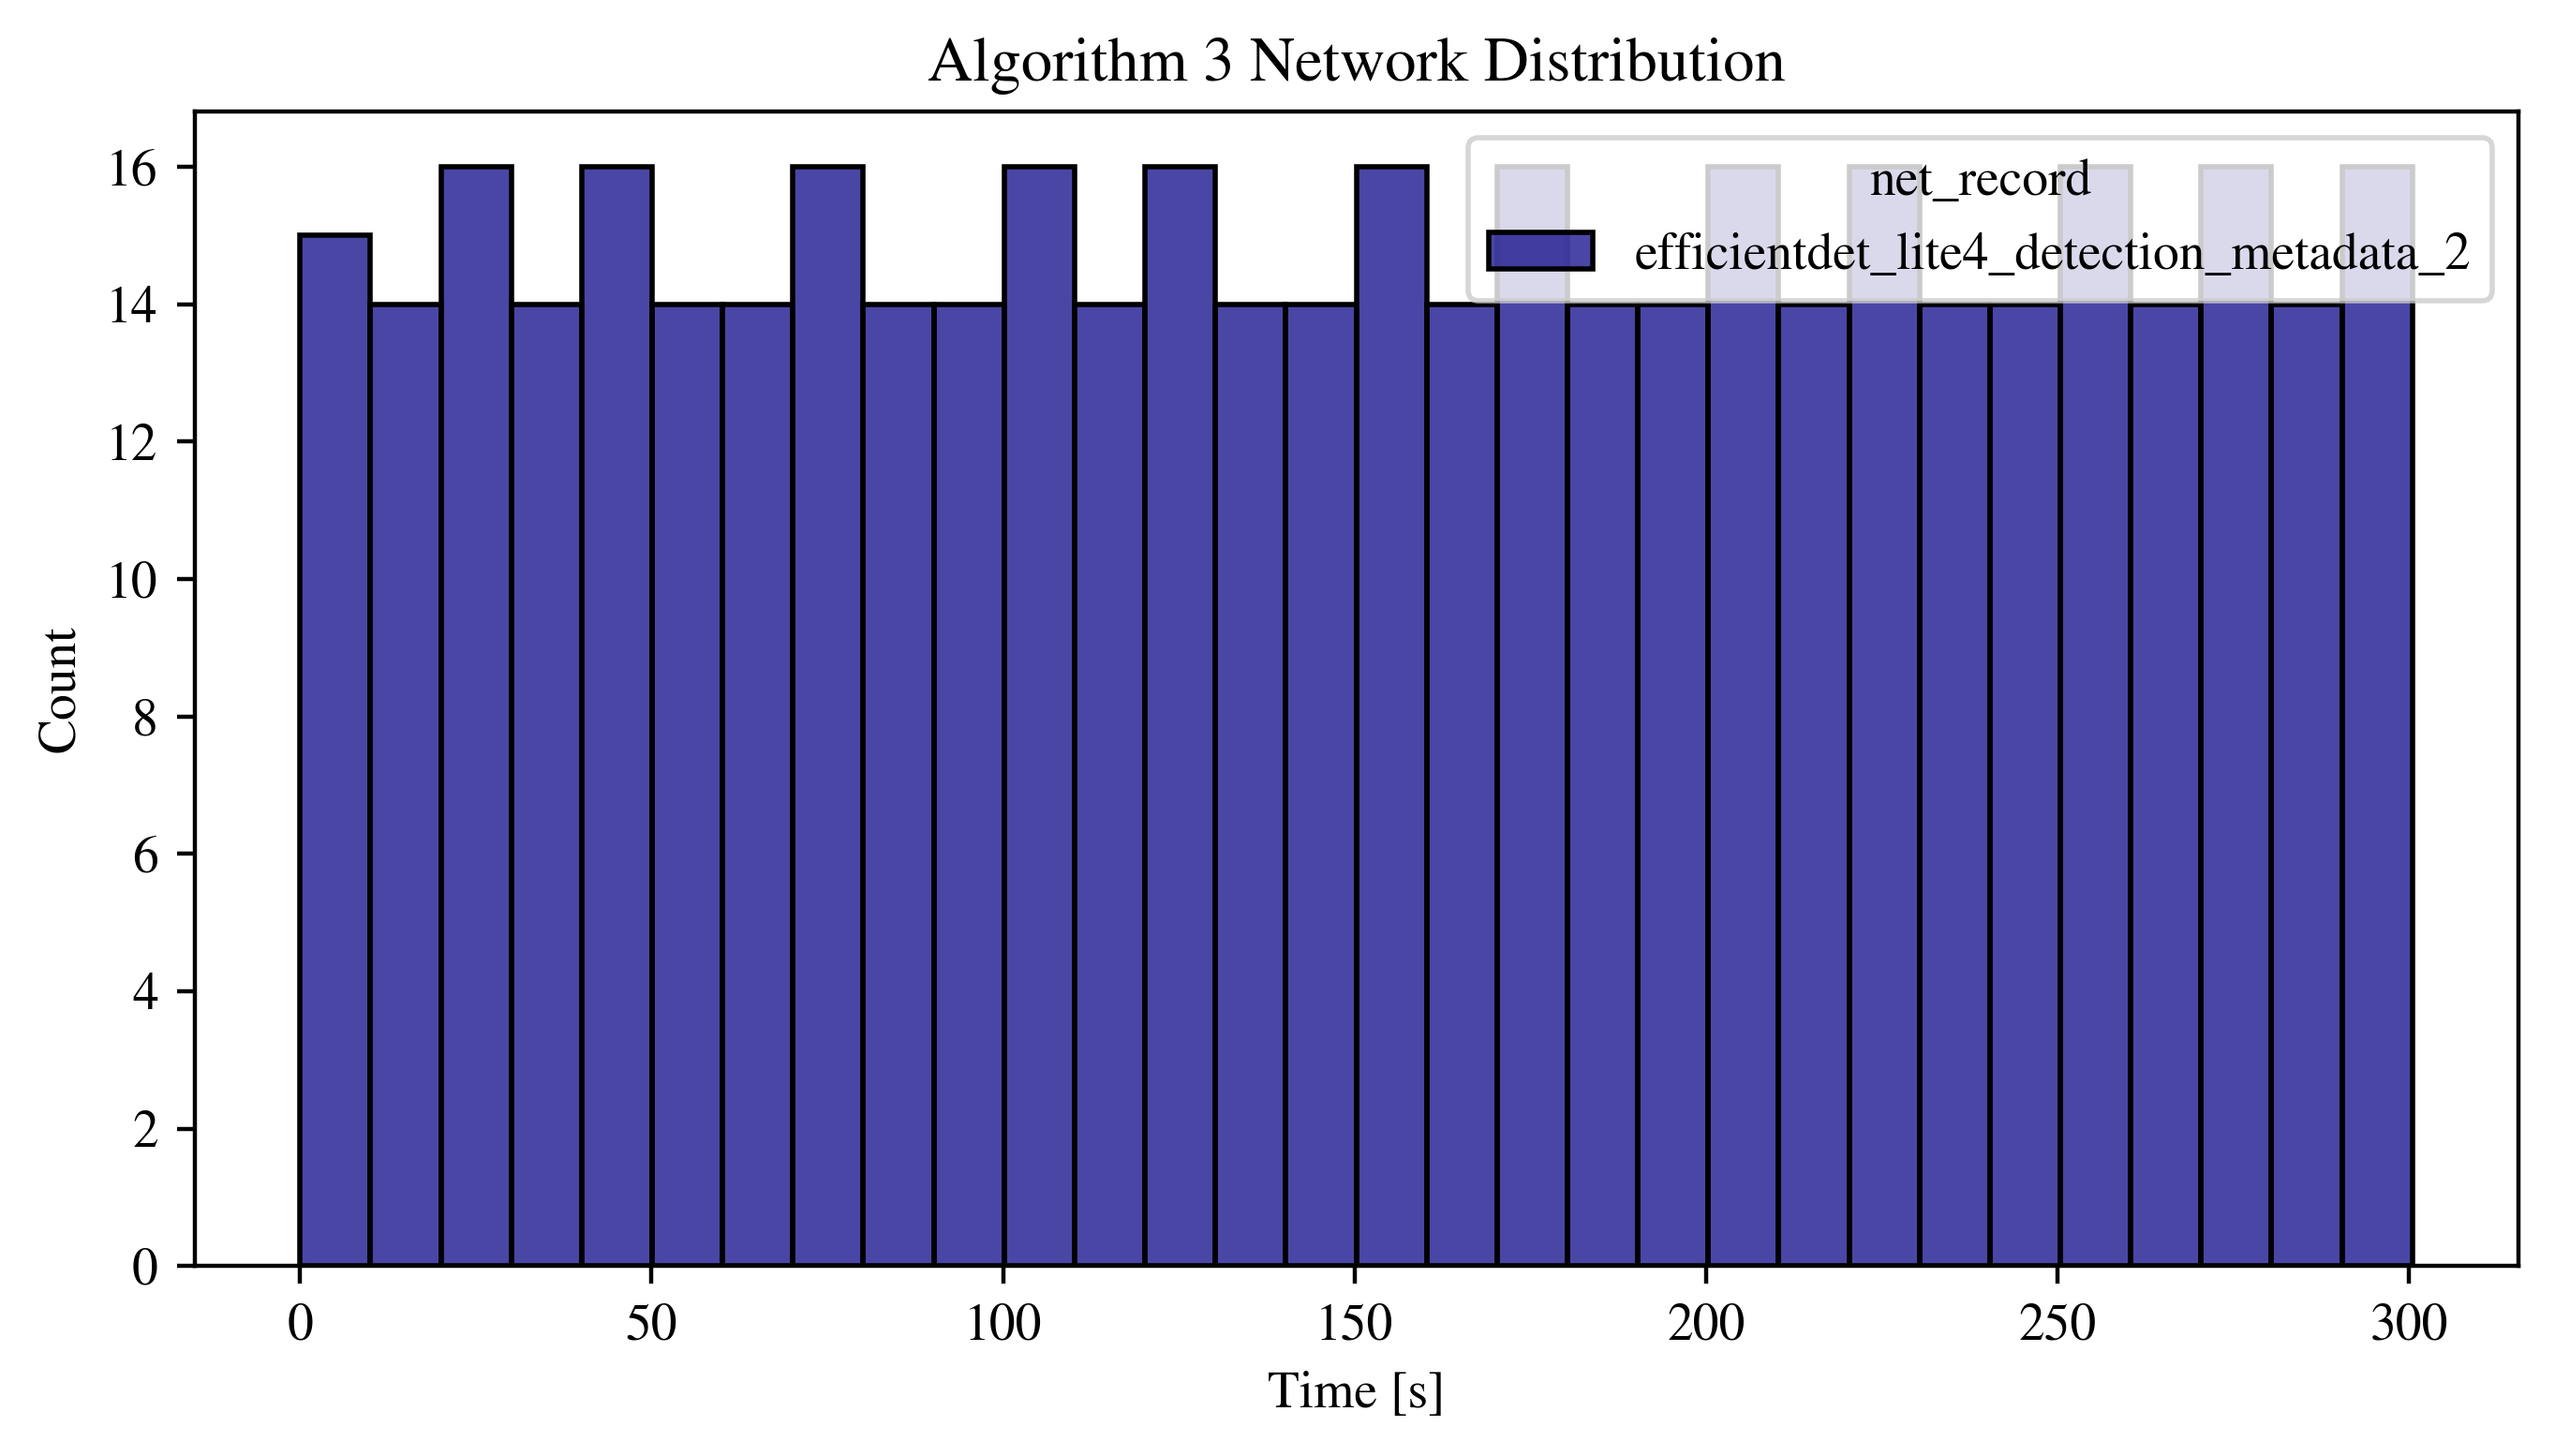 Algorithm 3 Network Distribution
16
14
12
10
8
6
4
2
0
Count
net_record
efficientdet_lite4_detection_metadata_2
0 50 100 150 200 250 300
Time [s]